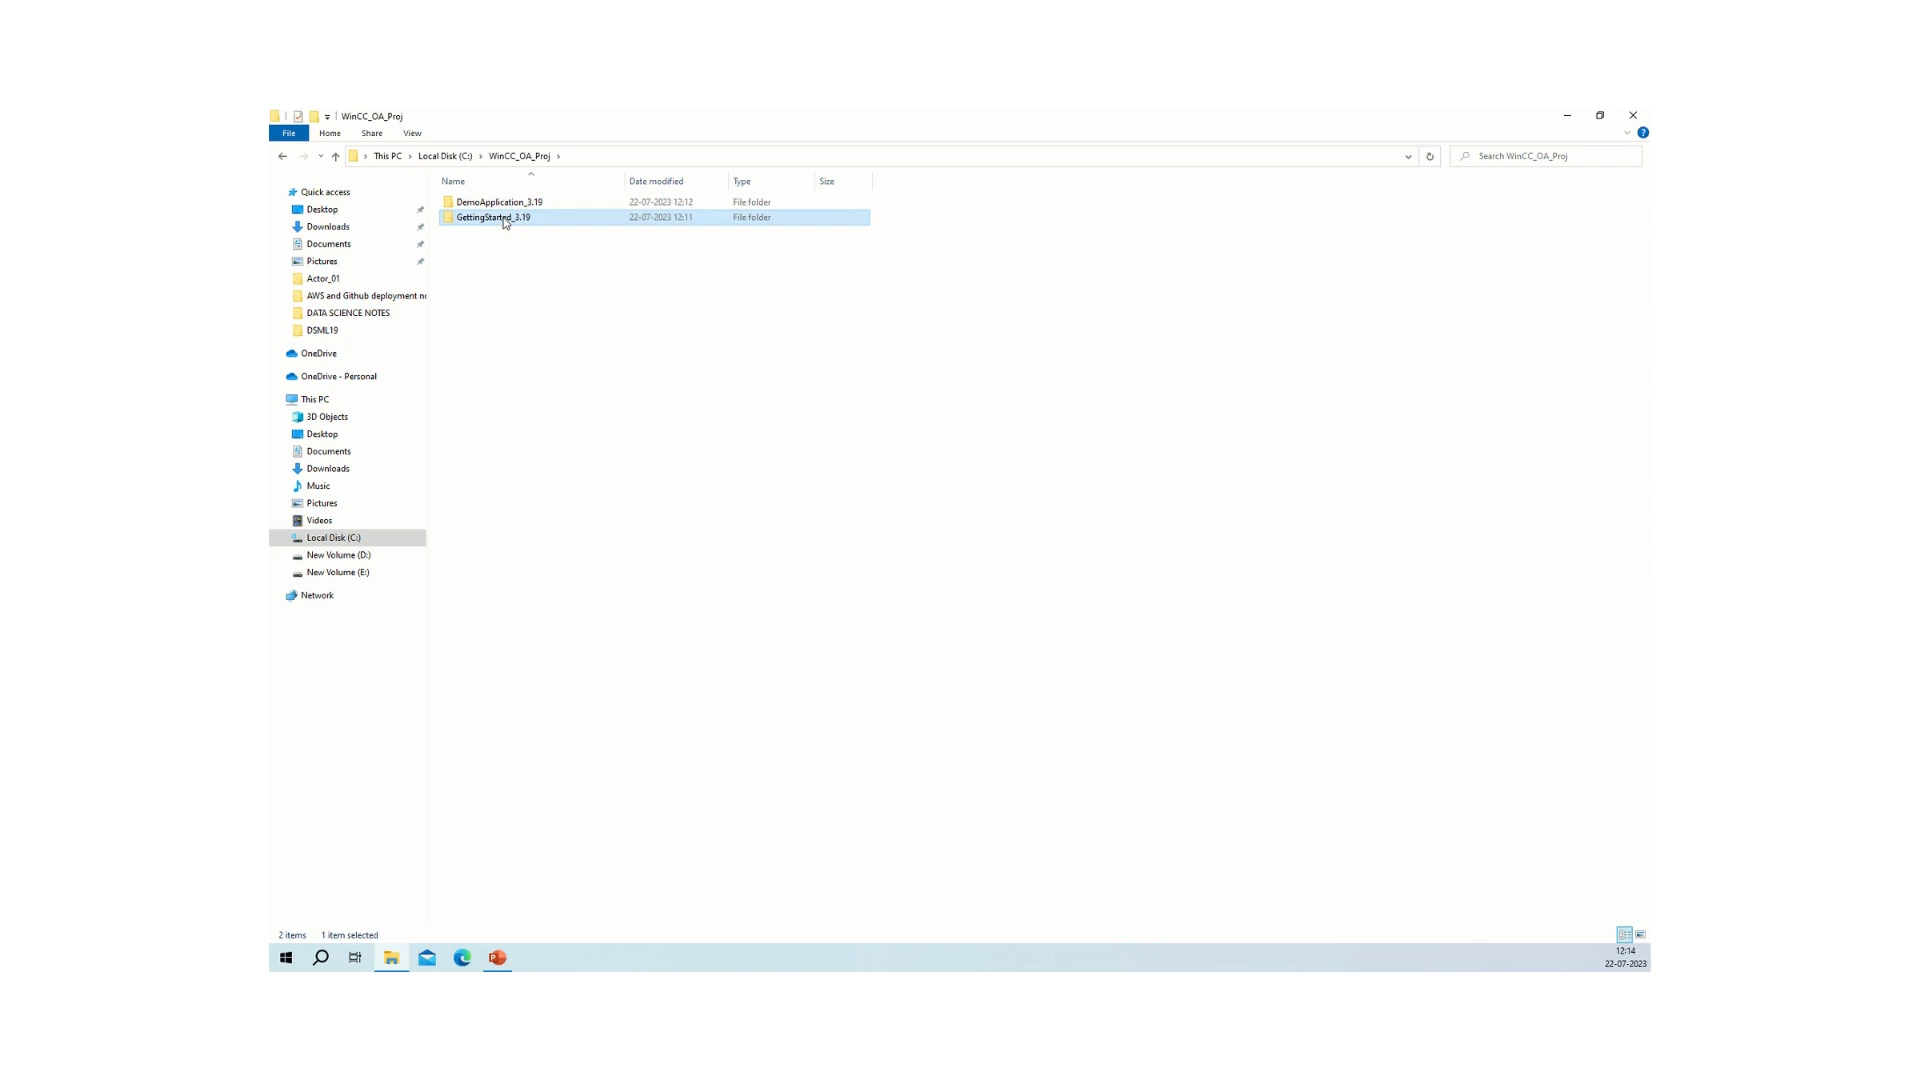 WinCC_OA_Proj
File Home Share View
This PC Local Disk (C:) WinCC_OA_Proj
Search WinCC_OA_Proj
Name Date modified Type Size
DemoApplication_3.19 22-07-2023 12:12 File folder
GettingStarted_3.19 22-07-2023 12:11 File folder
Quick access
Desktop
Downloads
Documents
Pictures
Actor_01
AWS and Github deployment no
DATA SCIENCE NOTES
DSML19
OneDrive
OneDrive - Personal
This PC
3D Objects
Desktop
Documents
Downloads
Music
Pictures
Videos
Local Disk (C:)
New Volume (D:)
New Volume (E:)
Network
2 items 1 item selected
12:14
22-07-2023